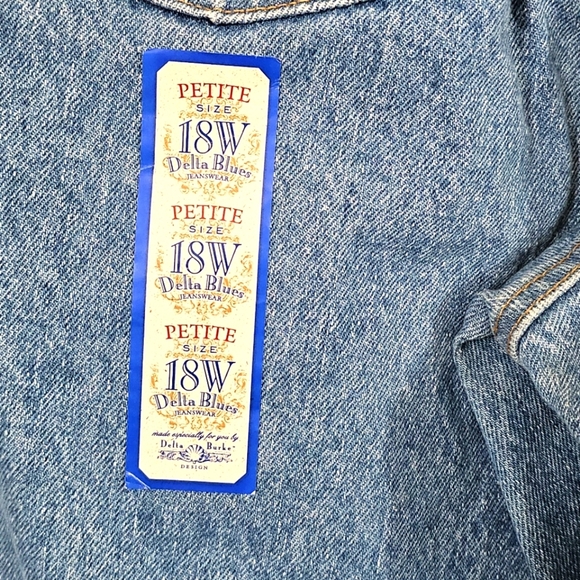 PETITE
SIZE
18W
Delta Blues
JEANSWEAR
PETITE
SIZE
18W
Delta Blues
JEANSWEAR
PETITE
SIZE
18W
Delta Blues
JEANSWEAR
made especially for you by
Delta Burke
DESIGN